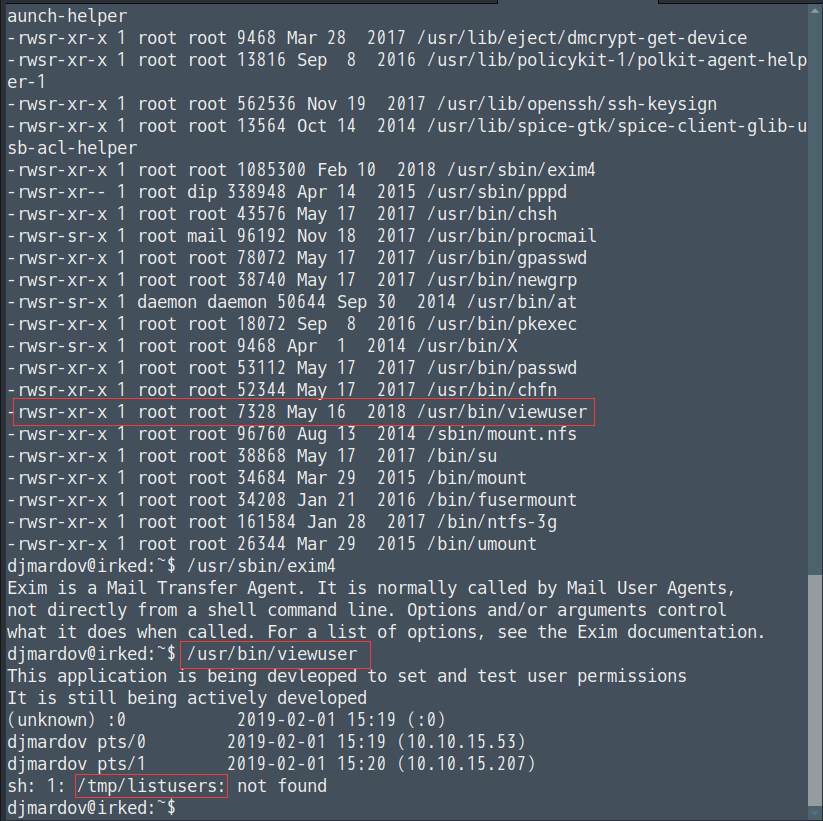 aunch-helper
-rwsr-xr-x 1 root root 9468 Mar 28  2017 /usr/lib/eject/dmcrypt-get-device
-rwsr-xr-x 1 root root 13816 Sep  8  2016 /usr/lib/policykit-1/polkit-agent-help
er-1
-rwsr-xr-x 1 root root 562536 Nov 19  2017 /usr/lib/openssh/ssh-keysign
-rwsr-xr-x 1 root root 13564 Oct 14  2014 /usr/lib/spice-gtk/spice-client-glib-u
sb-acl-helper
-rwsr-xr-x 1 root root 1085300 Feb 10  2018 /usr/sbin/exim4
-rwsr-xr-- 1 root dip 338948 Apr 14  2015 /usr/sbin/pppd
-rwsr-xr-x 1 root root 43576 May 17  2017 /usr/bin/chsh
-rwsr-sr-x 1 root mail 96192 Nov 18  2017 /usr/bin/procmail
-rwsr-xr-x 1 root root 78072 May 17  2017 /usr/bin/gpasswd
-rwsr-xr-x 1 root root 38740 May 17  2017 /usr/bin/newgrp
-rwsr-sr-x 1 daemon daemon 50644 Sep 30  2014 /usr/bin/at
-rwsr-xr-x 1 root root 18072 Sep  8  2016 /usr/bin/pkexec
-rwsr-sr-x 1 root root 9468 Apr  1  2014 /usr/bin/X
-rwsr-xr-x 1 root root 53112 May 17  2017 /usr/bin/passwd
-rwsr-xr-x 1 root root 52344 May 17  2017 /usr/bin/chfn
-rwsr-xr-x 1 root root 7328 May 16  2018 /usr/bin/viewuser
-rwsr-xr-x 1 root root 96760 Aug 13  2014 /sbin/mount.nfs
-rwsr-xr-x 1 root root 38868 May 17  2017 /bin/su
-rwsr-xr-x 1 root root 34684 Mar 29  2015 /bin/mount
-rwsr-xr-x 1 root root 34208 Jan 21  2016 /bin/fusermount
-rwsr-xr-x 1 root root 161584 Jan 28  2017 /bin/ntfs-3g
-rwsr-xr-x 1 root root 26344 Mar 29  2015 /bin/umount
djmardov@irked:~$ /usr/sbin/exim4
Exim is a Mail Transfer Agent. It is normally called by Mail User Agents,
not directly from a shell command line. Options and/or arguments control
what it does when called. For a list of options, see the Exim documentation.
djmardov@irked:~$ /usr/bin/viewuser
This application is being devleoped to set and test user permissions
It is still being actively developed
(unknown) :0           2019-02-01 15:19 (:0)
djmardov pts/0        2019-02-01 15:19 (10.10.15.53)
djmardov pts/1        2019-02-01 15:20 (10.10.15.207)
sh: 1: /tmp/listusers: not found
djmardov@irked:~$